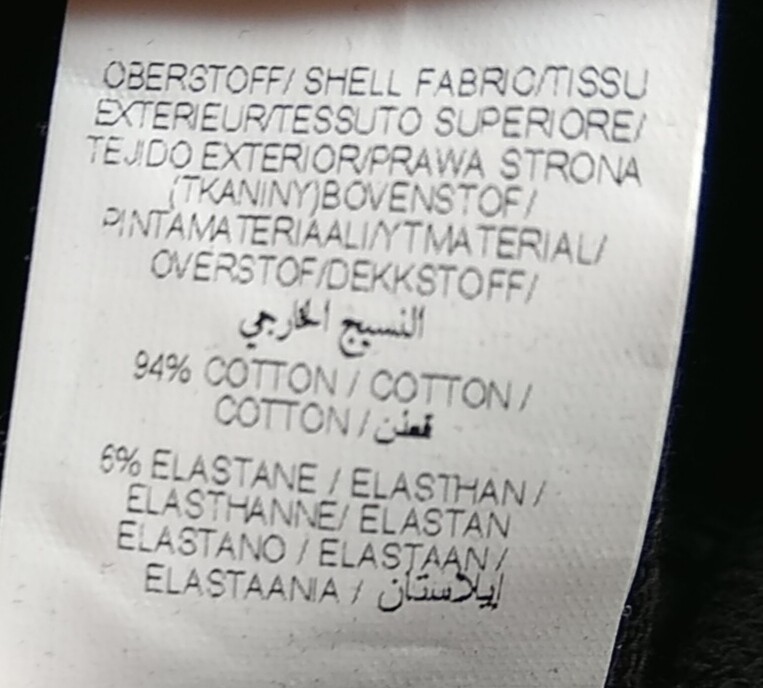 OBERSTOFF/ SHELL FABRIC/TISSU
EXTERIEUR/TESSUTO SUPERIORE/
TEJIDO EXTERIOR/PRAWA STRONA
(TKANINY)BOVENSTOF/
PINTAMATERIAALI/YTMATERIAL/
OVERSTOF/DEKKSTOFF/
النسيج الخارجي
94% COTTON / COTTON /
COTTON / قطن
6% ELASTANE / ELASTHAN /
ELASTHANNE/ ELASTAN
ELASTANO / ELASTAAN /
ELASTAANIA / إيلاستان